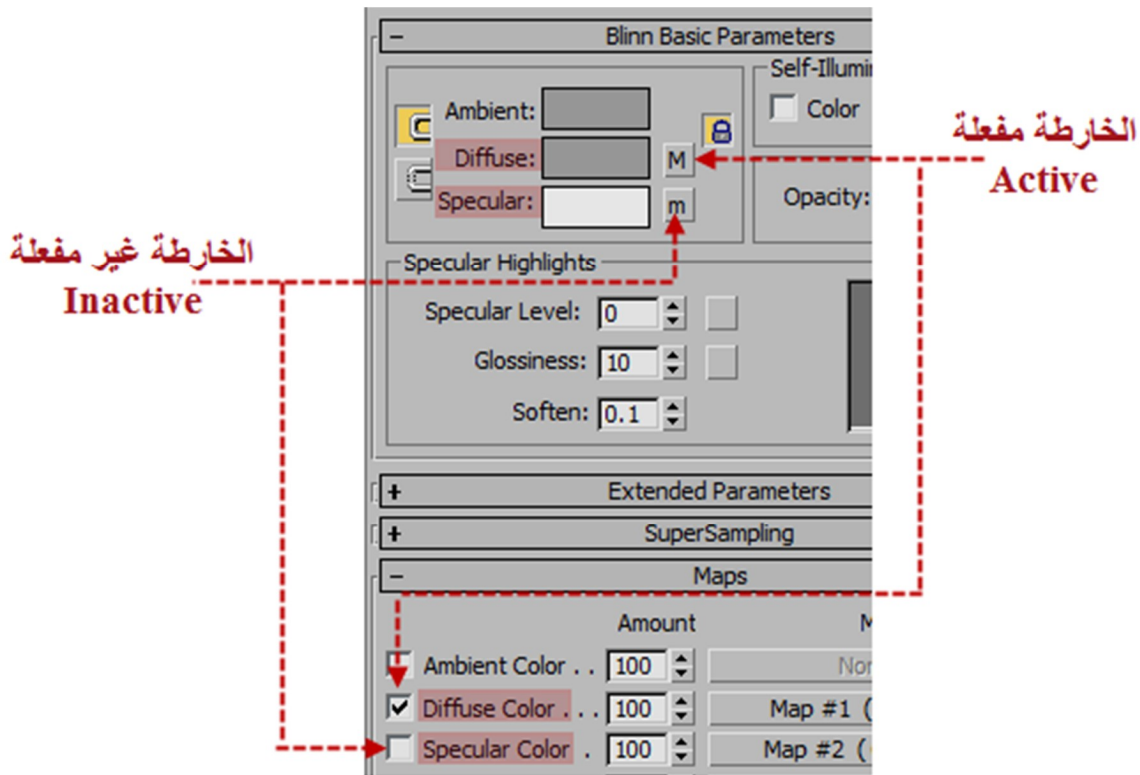 Blinn Basic Parameters
Self-Illumi
Ambient:
Color
Diffuse: M
Specular: m
Opacity:
الخارطة مفعلة
Active
الخارطة غير مفعلة
Inactive
Specular Highlights
Specular Level: 0
Glossiness: 10
Soften: 0.1
+ Extended Parameters
+ SuperSampling
- Maps
Amount M
Ambient Color . . 100 Nor
Diffuse Color . . . 100 Map #1 (
Specular Color . 100 Map #2 (